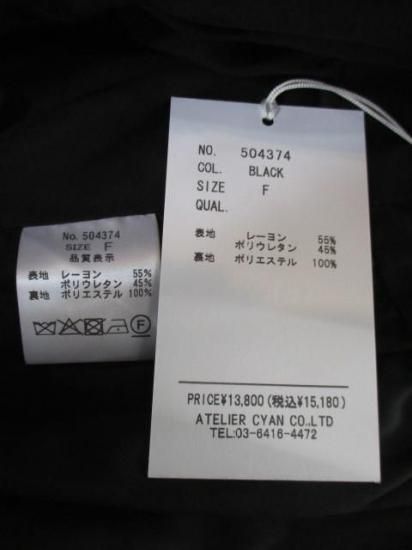 No. 504374
SIZE F
品質表示
表地 レーヨン 55%
ポリウレタン 45%
裏地 ポリエステル 100%
F
NO. 504374
COL. BLACK
SIZE F
QUAL.
表地 レーヨン 55%
ポリウレタン 45%
裏地 ポリエステル 100%
PRICE¥13,800(税込¥15,180)
ATELIER CYAN CO.,LTD
TEL:03-6416-4472